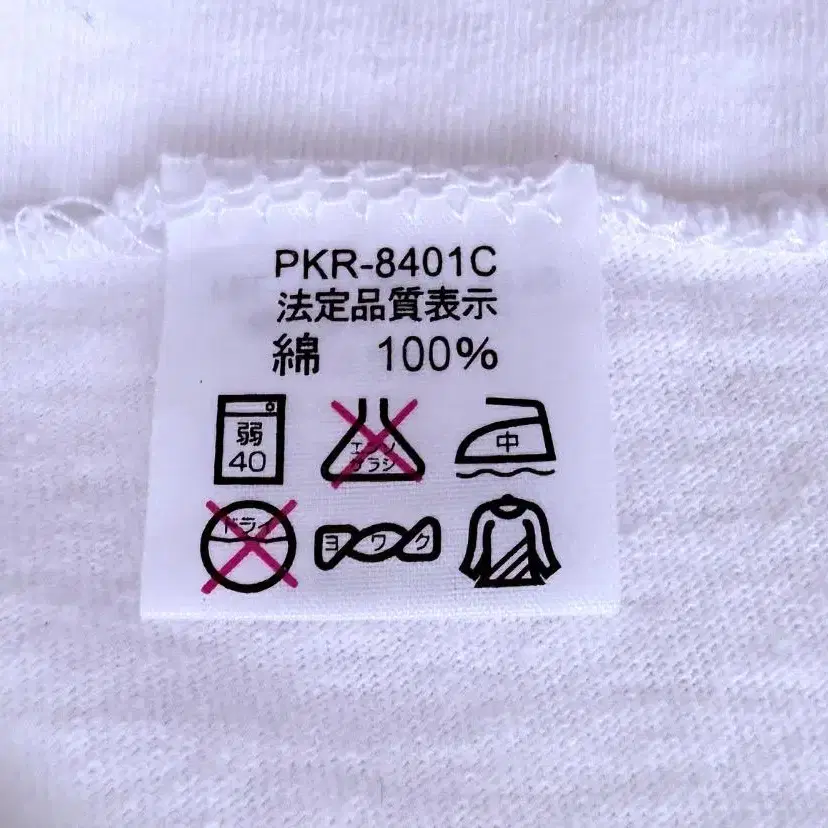 PKR-8401C
法定品質表示
綿 100%
弱
40
エンソ
サラシ
中
ドライ
ヨワク